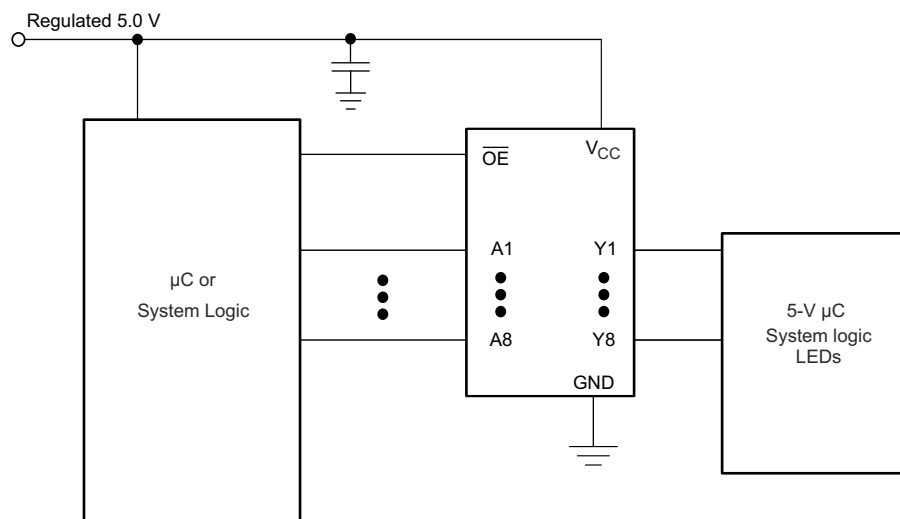 Regulated 5.0 V
OE
VCC
A1
Y1
µC or
System Logic
5-V µC
System logic
LEDs
A8
Y8
GND